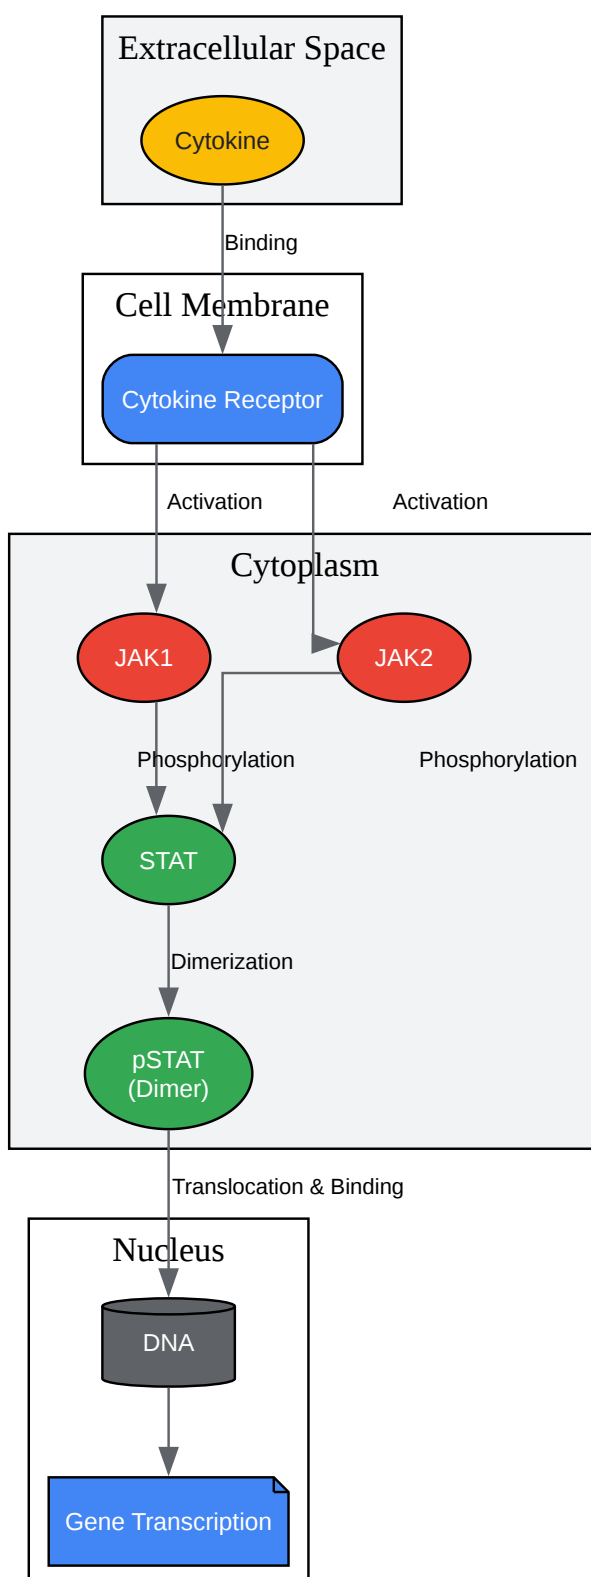 Extracellular Space
Cytokine
Binding
Cell Membrane
Cytokine Receptor
Activation
Activation
Cytoplasm
JAK1
JAK2
Phosphorylation
Phosphorylation
STAT
Dimerization
pSTAT
(Dimer)
Translocation & Binding
Nucleus
DNA
Gene Transcription